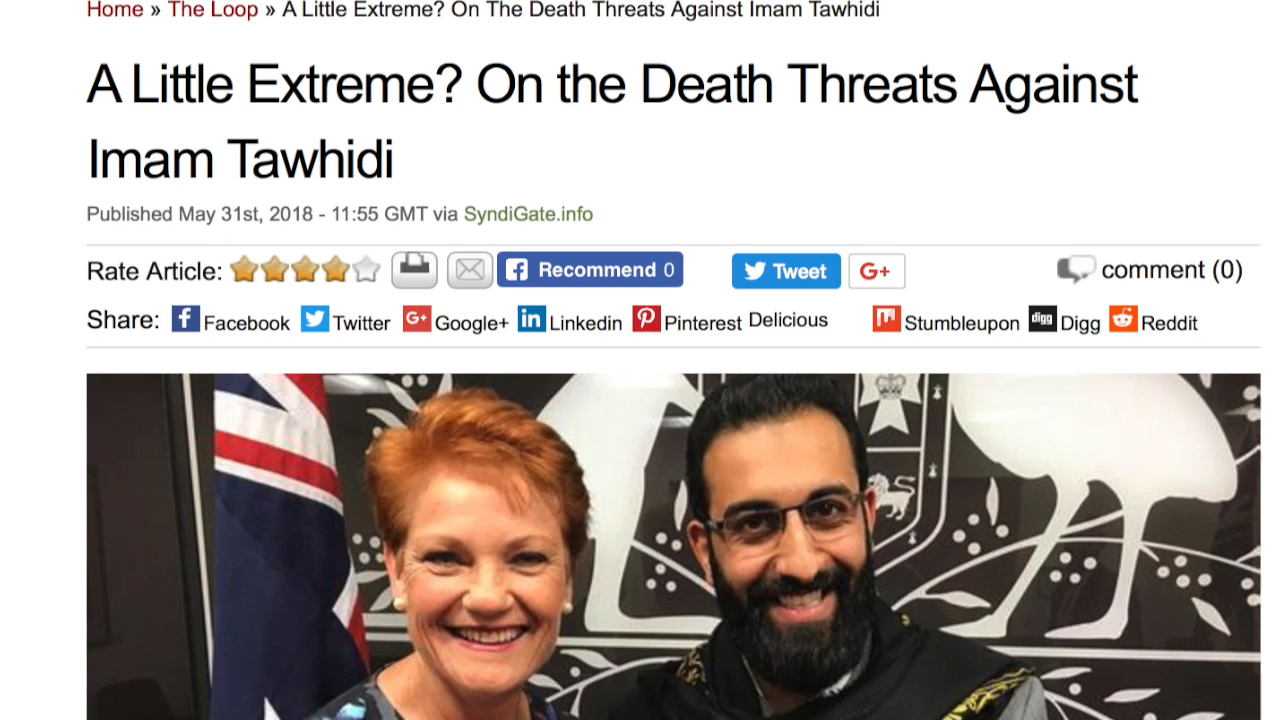 Home » The Loop » A Little Extreme? On The Death Threats Against Imam Tawhidi
A Little Extreme? On the Death Threats Against
Imam Tawhidi
Published May 31st, 2018 - 11:55 GMT via SyndiGate.info
Rate Article: Recommend 0 Tweet G+ comment (0)
Share: f Facebook Twitter G+ Google+ in Linkedin Pinterest Delicious Stumbleupon digg Digg Reddit